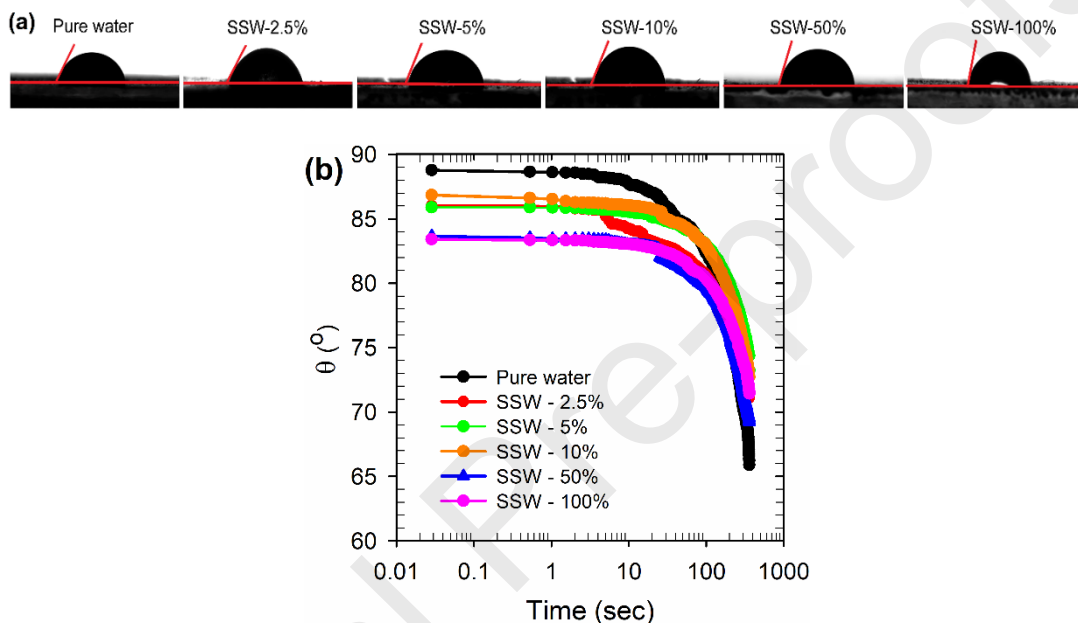 (a)
Pure water SSW-2.5% SSW-5% SSW-10% SSW-50% SSW-100%
(b)
90
85
80
75
70
65
60
θ (°)
Pure water
SSW - 2.5%
SSW - 5%
SSW - 10%
SSW - 50%
SSW - 100%
0.01 0.1 1 10 100 1000
Time (sec)
l Pre-proofs